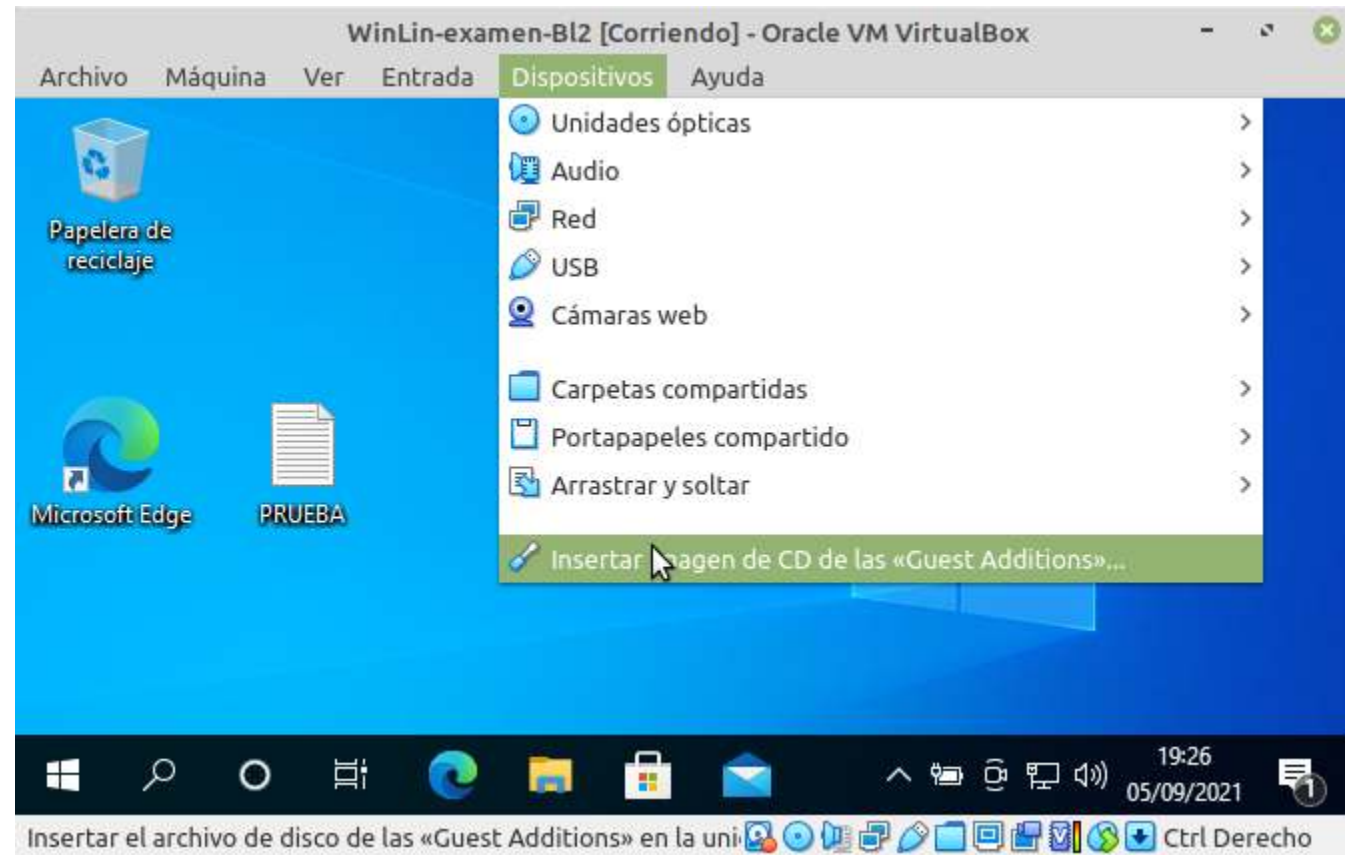 WinLin-examen-Bl2 [Corriendo] - Oracle VM VirtualBox
Archivo Máquina Ver Entrada Dispositivos Ayuda
Unidades ópticas
Audio
Red
USB
Cámaras web
Carpetas compartidas
Portapapeles compartido
Arrastrar y soltar
Insertar imagen de CD de las «Guest Additions»...
Papelera de
reciclaje
Microsoft Edge
PRUEBA
19:26
05/09/2021
1
Insertar el archivo de disco de las «Guest Additions» en la uni
Ctrl Derecho